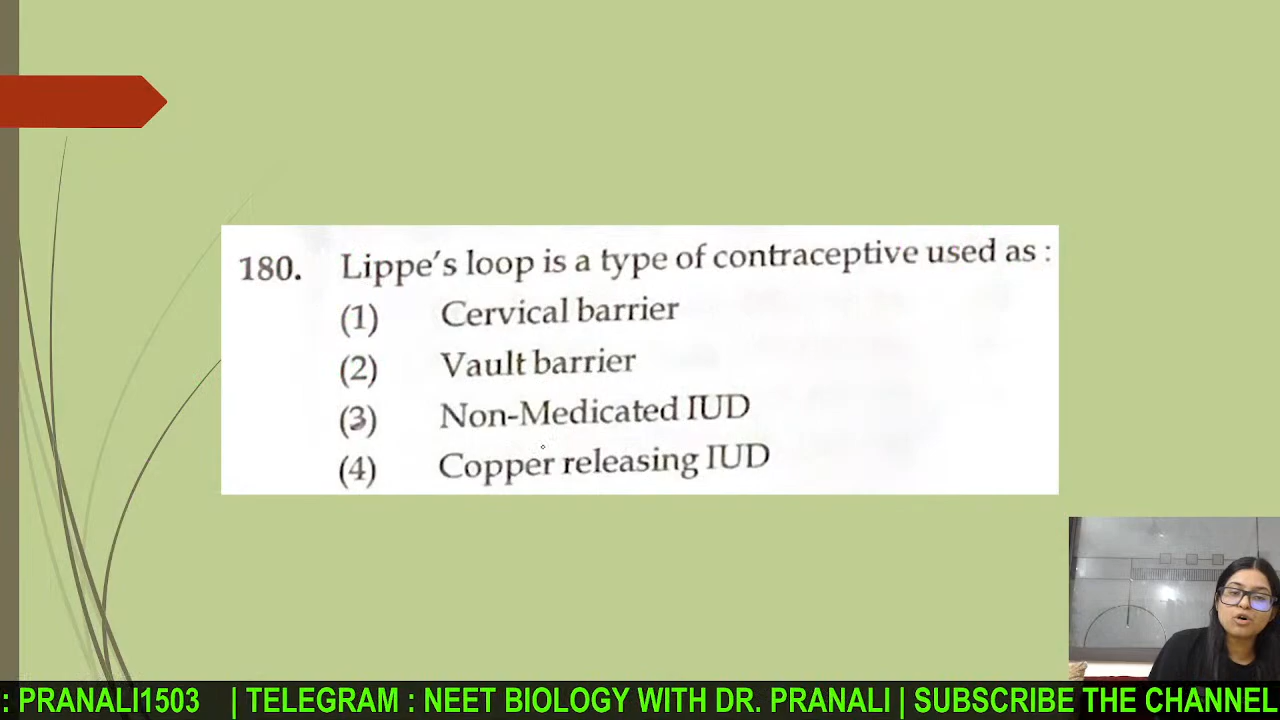 180. Lippe's loop is a type of contraceptive used as :
(1) Cervical barrier
(2) Vault barrier
(3) Non-Medicated IUD
(4) Copper releasing IUD
: PRANALI1503 | TELEGRAM : NEET BIOLOGY WITH DR. PRANALI | SUBSCRIBE THE CHANNEL